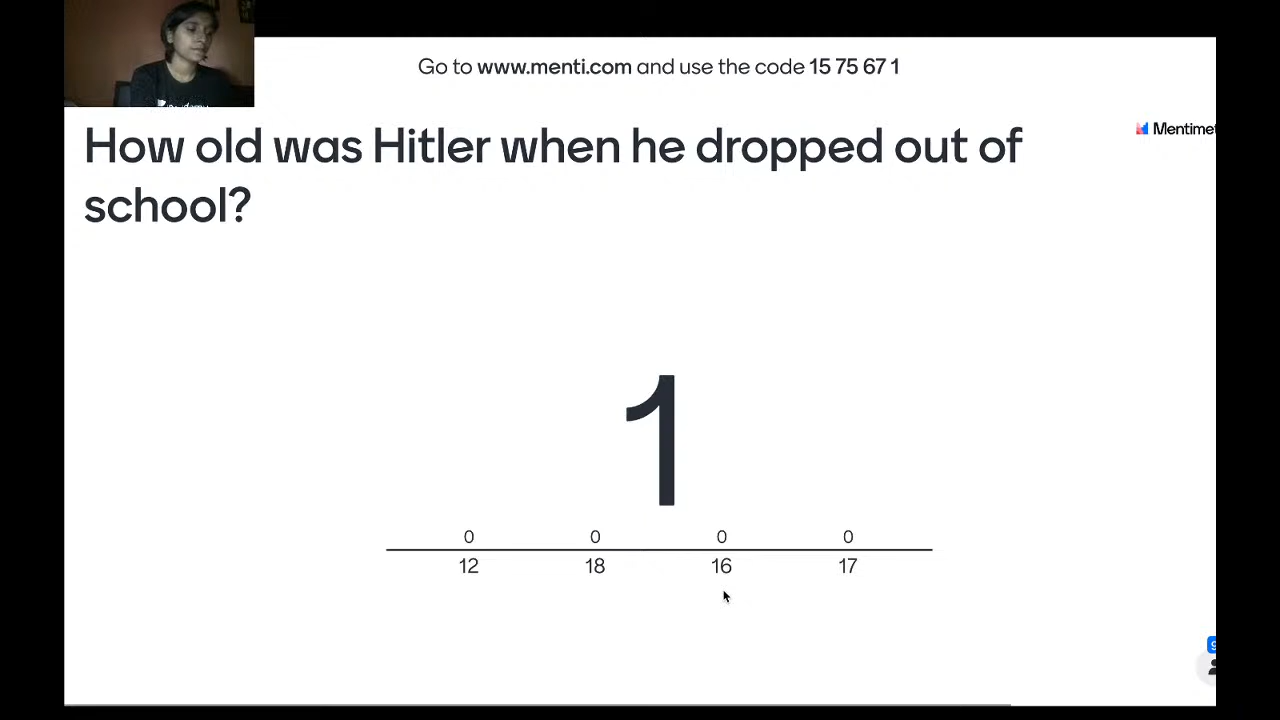 Go to www.menti.com and use the code 15 75 67 1
Mentimet
How old was Hitler when he dropped out of
school?
1
0 0 0 0
12 18 16 17